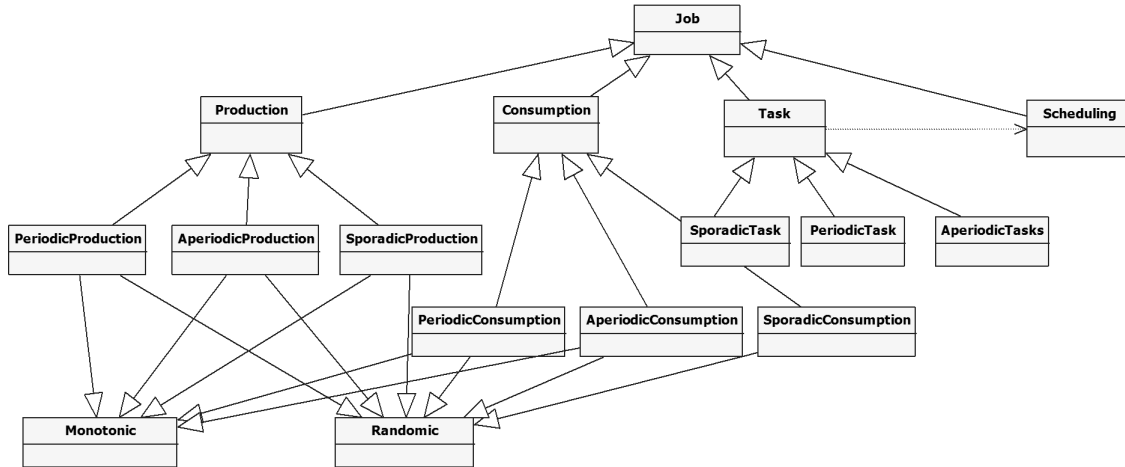 Job
Production
Consumption
Task
Scheduling
PeriodicProduction
AperiodicProduction
SporadicProduction
SporadicTask
PeriodicTask
AperiodicTasks
PeriodicConsumption
AperiodicConsumption
SporadicConsumption
Monotonic
Randomic